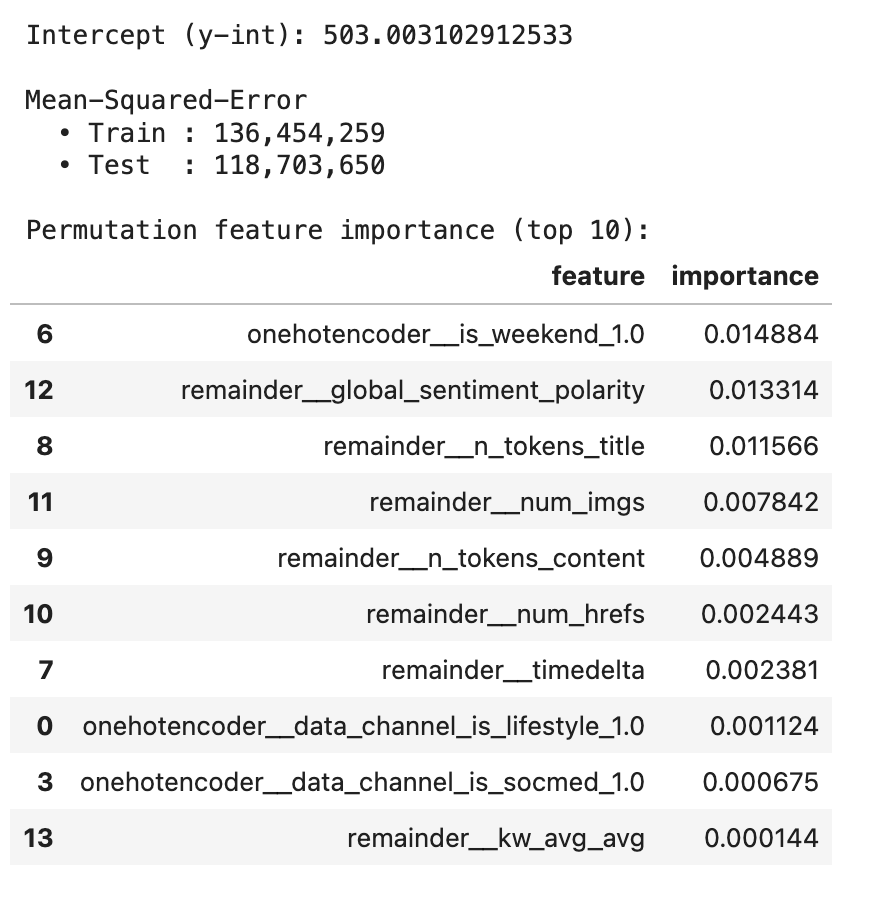 Intercept (y-int): 503.003102912533
Mean-Squared-Error
• Train : 136,454,259
• Test : 118,703,650
Permutation feature importance (top 10):
feature importance
6 onehotencoder__is_weekend_1.0 0.014884
12 remainder__global_sentiment_polarity 0.013314
8 remainder__n_tokens_title 0.011566
11 remainder__num_imgs 0.007842
9 remainder__n_tokens_content 0.004889
10 remainder__num_hrefs 0.002443
7 remainder__timedelta 0.002381
0 onehotencoder__data_channel_is_lifestyle_1.0 0.001124
3 onehotencoder__data_channel_is_socmed_1.0 0.000675
13 remainder__kw_avg_avg 0.000144